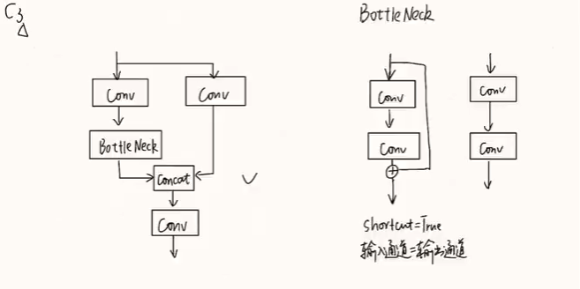 C3
BottleNeck
Conv
Conv
BottleNeck
Concat
Conv
Conv
Conv
Conv
Conv
shortcut=True
输入通道=输出通道